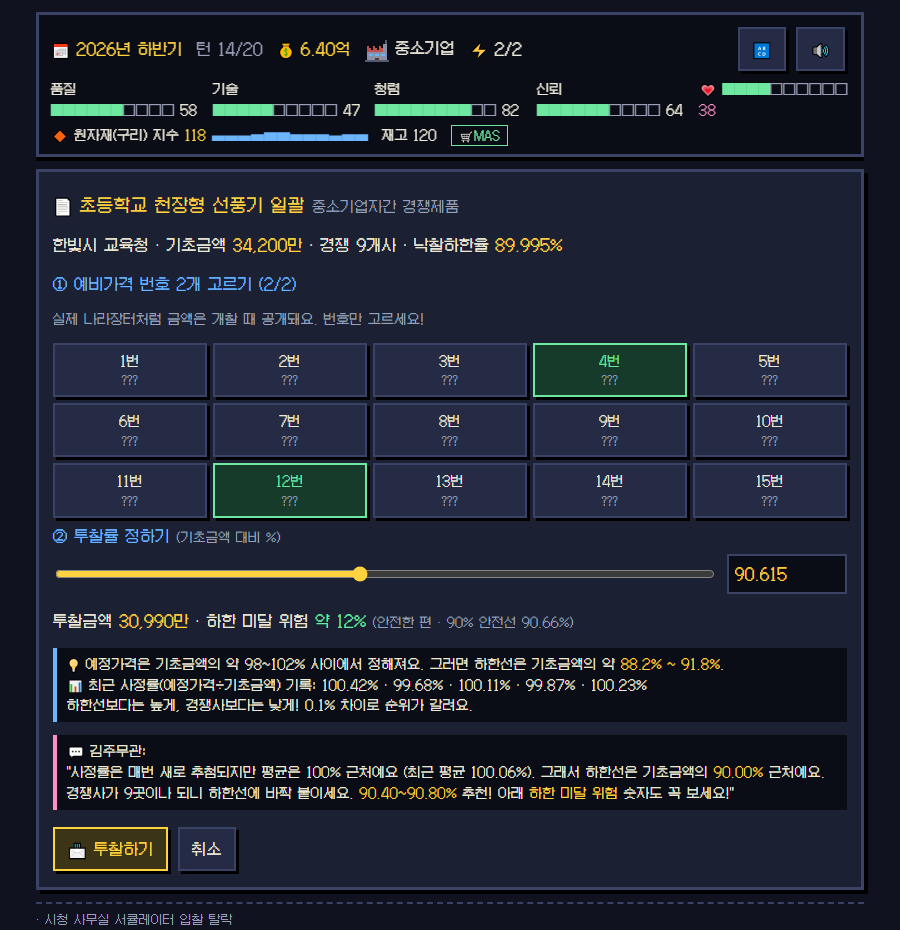 2026년 하반기 턴 14/20 6.40억 중소기업 2/2
품질 기술 청렴 신뢰
58 47 82 64 38
원자재(구리) 지수 118 재고 120 MAS
초등학교 천장형 선풍기 일괄 중소기업자간 경쟁제품
한빛시 교육청 · 기초금액 34,200만 · 경쟁 9개사 · 낙찰하한율 89.995%
① 예비가격 번호 2개 고르기 (2/2)
실제 나라장터처럼 금액은 개찰 때 공개돼요. 번호만 고르세요!
1번 2번 3번 4번 5번
??? ??? ??? ??? ???
6번 7번 8번 9번 10번
??? ??? ??? ??? ???
11번 12번 13번 14번 15번
??? ??? ??? ??? ???
② 투찰률 정하기 (기초금액 대비 %)
90.615
투찰금액 30,990만 · 하한 미달 위험 약 12% (안전한 편 · 90% 안전선 90.66%)
예정가격은 기초금액의 약 98~102% 사이에서 정해져요. 그러면 하한선은 기초금액의 약 88.2% ~ 91.8%.
최근 사정률(예정가격÷기초금액) 기록: 100.42% · 99.68% · 100.11% · 99.87% · 100.23%
하한선보다는 높게, 경쟁사보다는 낮게! 0.1% 차이로 순위가 갈려요.
김주무관:
"사정률은 매번 새로 추첨되지만 평균은 100% 근처예요 (최근 평균 100.06%). 그래서 하한선은 기초금액의 90.00% 근처예요.
경쟁사가 9곳이나 되니 하한선에 바짝 붙이세요. 90.40~90.80% 추천! 아래 하한 미달 위험 숫자도 꼭 보세요!"
투찰하기 취소
· 시청 사무실 서큘레이터 입찰 탈락